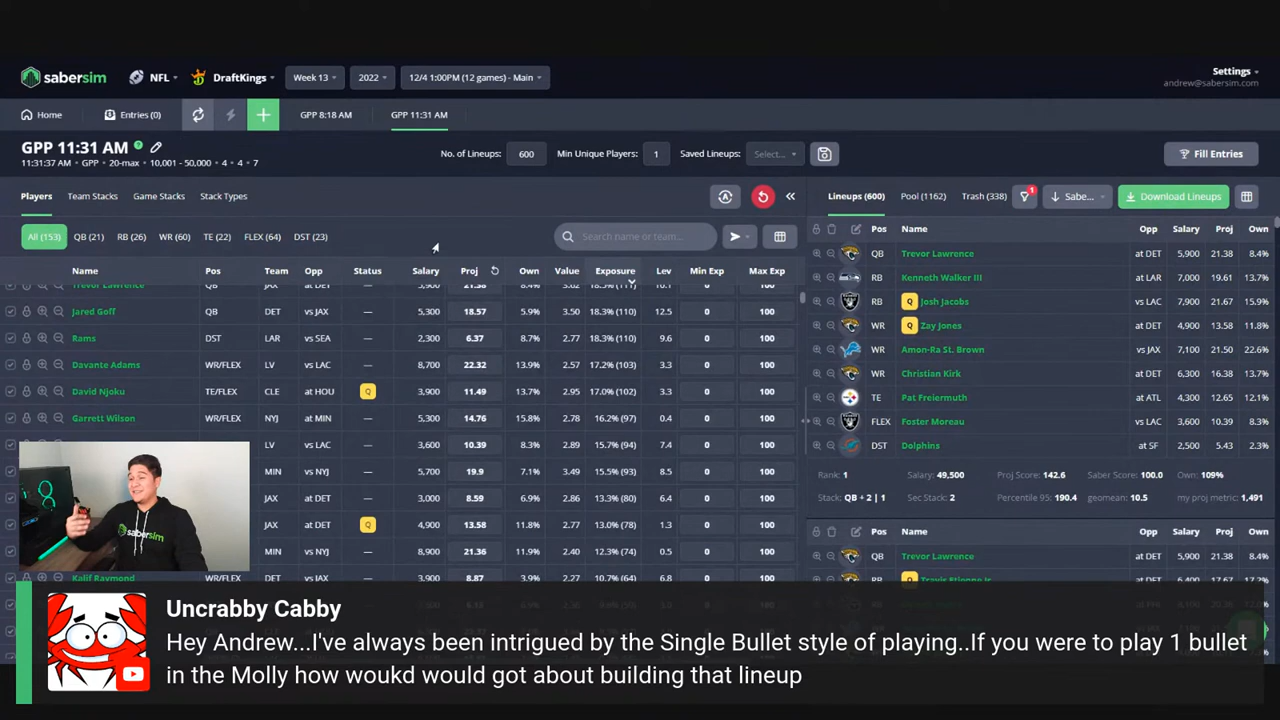 sabersim NFL DraftKings Week 13 2022 12/4 1:00PM (12 games) - Main Settings
andrew@sabersim.com
Home Entries (0) GPP 8:18 AM GPP 11:31 AM
GPP 11:31 AM No. of Lineups: 600 Min Unique Players: 1 Saved Lineups: Select... Fill Entries
11:31:37 AM • GPP • 20-max • 10,001 - 50,000 • 4 • 4 • 7
Players Team Stacks Game Stacks Stack Types Lineups (600) Pool (1162) Trash (338) 1 Sabe... Download Lineups
All (153) QB (21) RB (26) WR (60) TE (22) FLEX (64) DST (23) Search name or team...
Name Pos Team Opp Status Salary Proj Own Value Exposure Lev Min Exp Max Exp
Trevor Lawrence QB JAX at DET — 5,900 21.38 8.4% 3.62 18.5% (111) 10.1 0 100
Jared Goff QB DET vs JAX — 5,300 18.57 5.9% 3.50 18.3% (110) 12.5 0 100
Rams DST LAR vs SEA — 2,300 6.37 8.7% 2.77 18.3% (110) 9.6 0 100
Davante Adams WR/FLEX LV vs LAC — 8,700 22.32 13.9% 2.57 17.2% (103) 3.3 0 100
David Njoku TE/FLEX CLE at HOU Q 3,900 11.49 13.7% 2.95 17.0% (102) 3.3 0 100
Garrett Wilson WR/FLEX NYJ at MIN — 5,300 14.76 15.8% 2.78 16.2% (97) 0.4 0 100
LV vs LAC — 3,600 10.39 8.3% 2.89 15.7% (94) 7.4 0 100
MIN vs NYJ — 5,700 19.9 7.1% 3.49 15.5% (93) 8.5 0 100
JAX at DET — 3,000 8.59 6.9% 2.86 13.3% (80) 6.4 0 100
JAX at DET Q 4,900 13.58 11.8% 2.77 13.0% (78) 1.3 0 100
MIN vs NYJ — 8,900 21.36 11.9% 2.40 12.3% (74) 0.5 0 100
Kalif Raymond WR/FLEX DET vs JAX — 8.87 3.9% 10.7% (64) 6.8 0 100
Pos Name Opp Salary Proj Own
QB Trevor Lawrence at DET 5,900 21.38 8.4%
RB Kenneth Walker III at LAR 7,000 19.61 13.7%
RB Q Josh Jacobs vs LAC 7,900 17.67 15.9%
WR Q Zay Jones at DET 4,900 13.58 11.8%
WR Amon-Ra St. Brown vs JAX 7,100 21.50 22.6%
WR Christian Kirk at DET 6,300 16.38 13.7%
TE Pat Freiermuth at ATL 4,300 12.65 12.1%
FLEX Foster Moreau vs LAC 3,600 10.39 8.3%
DST Dolphins at SF 2,500 5.43 2.3%
Rank: 1 Salary: 49,500 Proj Score: 142.6 Saber Score: 100.0 Own: 109%
Stack: QB + 2 | 1 Sec Stack: 2 Percentile 95: 190.4 geomean: 10.5 my proj metric: 1,491
Pos Name Opp Salary Proj Own
QB Trevor Lawrence at DET 5,900 21.38 8.4%
Q Travis Etienne Jr.
sabersim
Uncrabby Cabby
Hey Andrew...I've always been intrigued by the Single Bullet style of playing..If you were to play 1 bullet
in the Molly how woukd would got about building that lineup